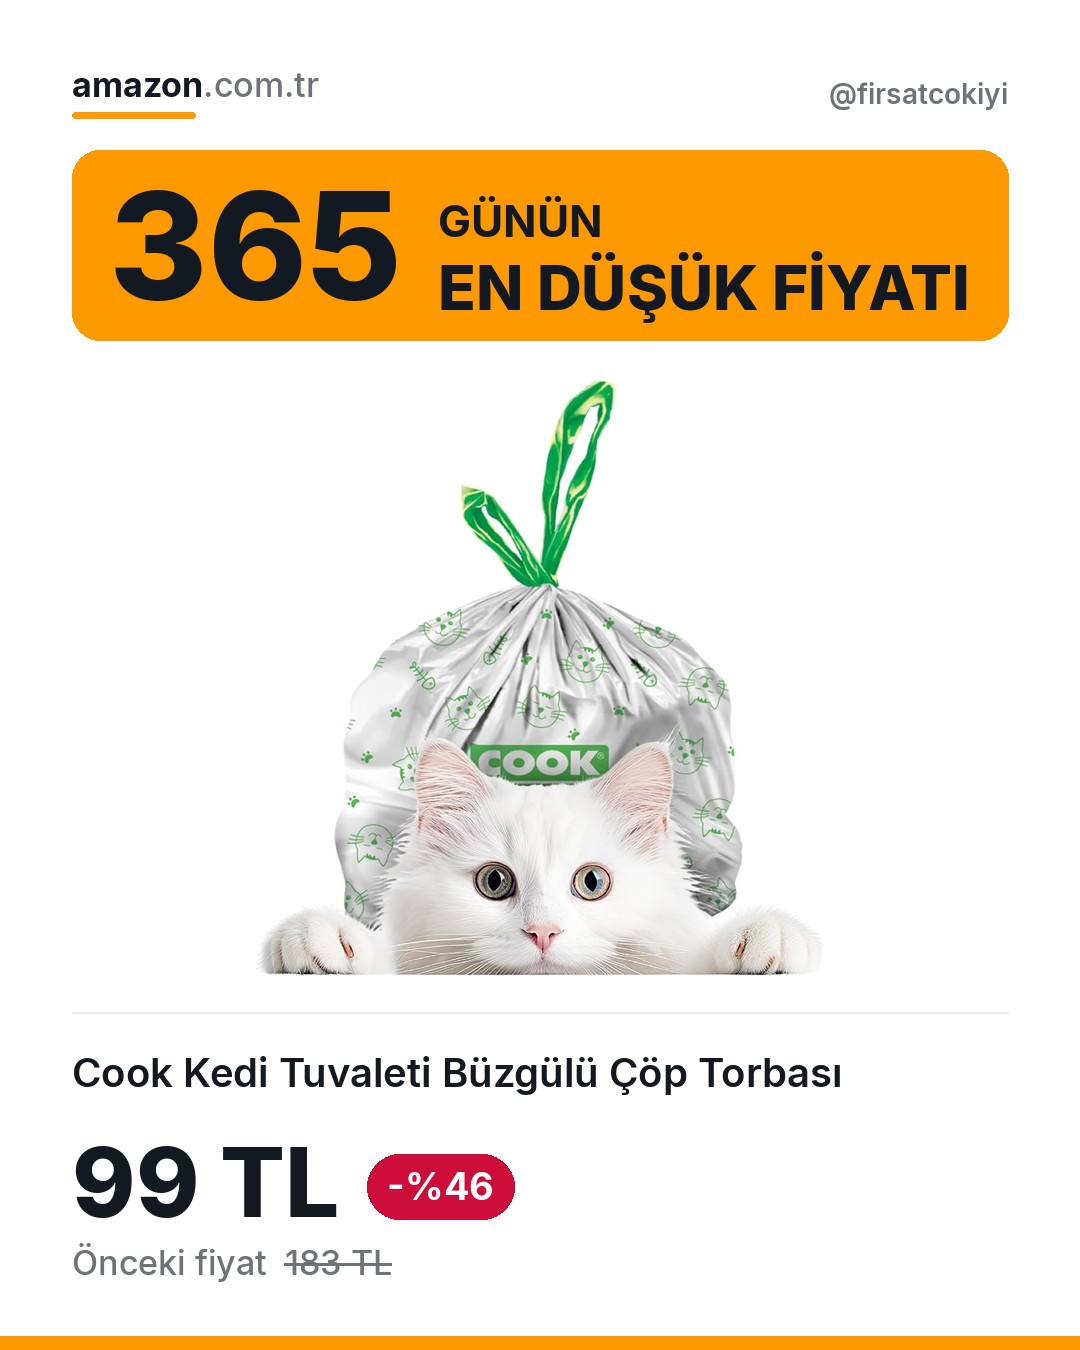 amazon.com.tr
@firsatcokiyi
365
GÜNÜN
EN DÜŞÜK FİYATI
COOK®
Cook Kedi Tuvaleti Büzgülü Çöp Torbası
99 TL
-%46
Önceki fiyat 183 TL